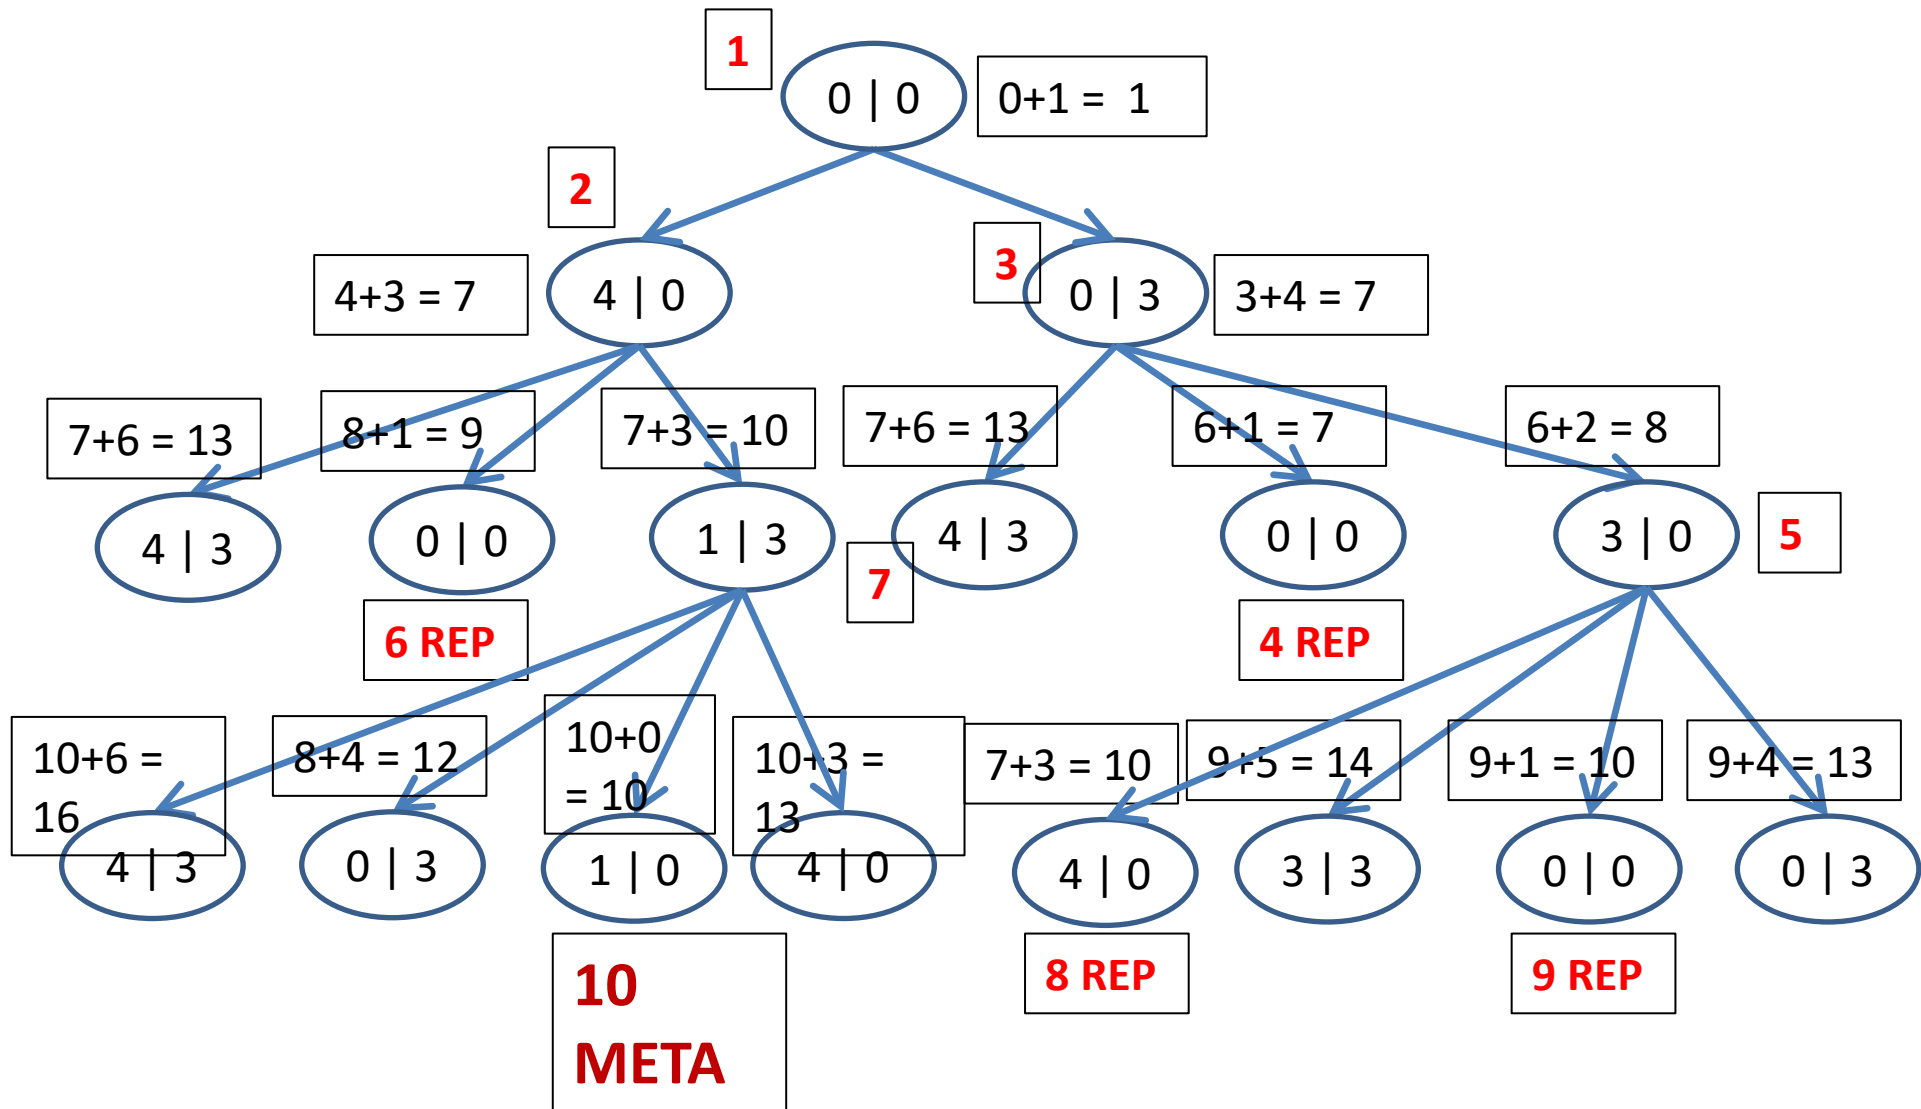 1
0 | 0
0+1 =  1
2
4+3 = 7
4 | 0
3
0 | 3
3+4 = 7
7+6 = 13
8+1 = 9
7+3 = 10
7+6 = 13
6+1 = 7
6+2 = 8
4 | 3
0 | 0
1 | 3
7
4 | 3
0 | 0
3 | 0
5
6 REP
4 REP
10+6 =
16
8+4 = 12
10+0
= 10
10+3 =
13
7+3 = 10
9+5 = 14
9+1 = 10
9+4 = 13
4 | 3
0 | 3
1 | 0
4 | 0
4 | 0
3 | 3
0 | 0
0 | 3
10
META
8 REP
9 REP